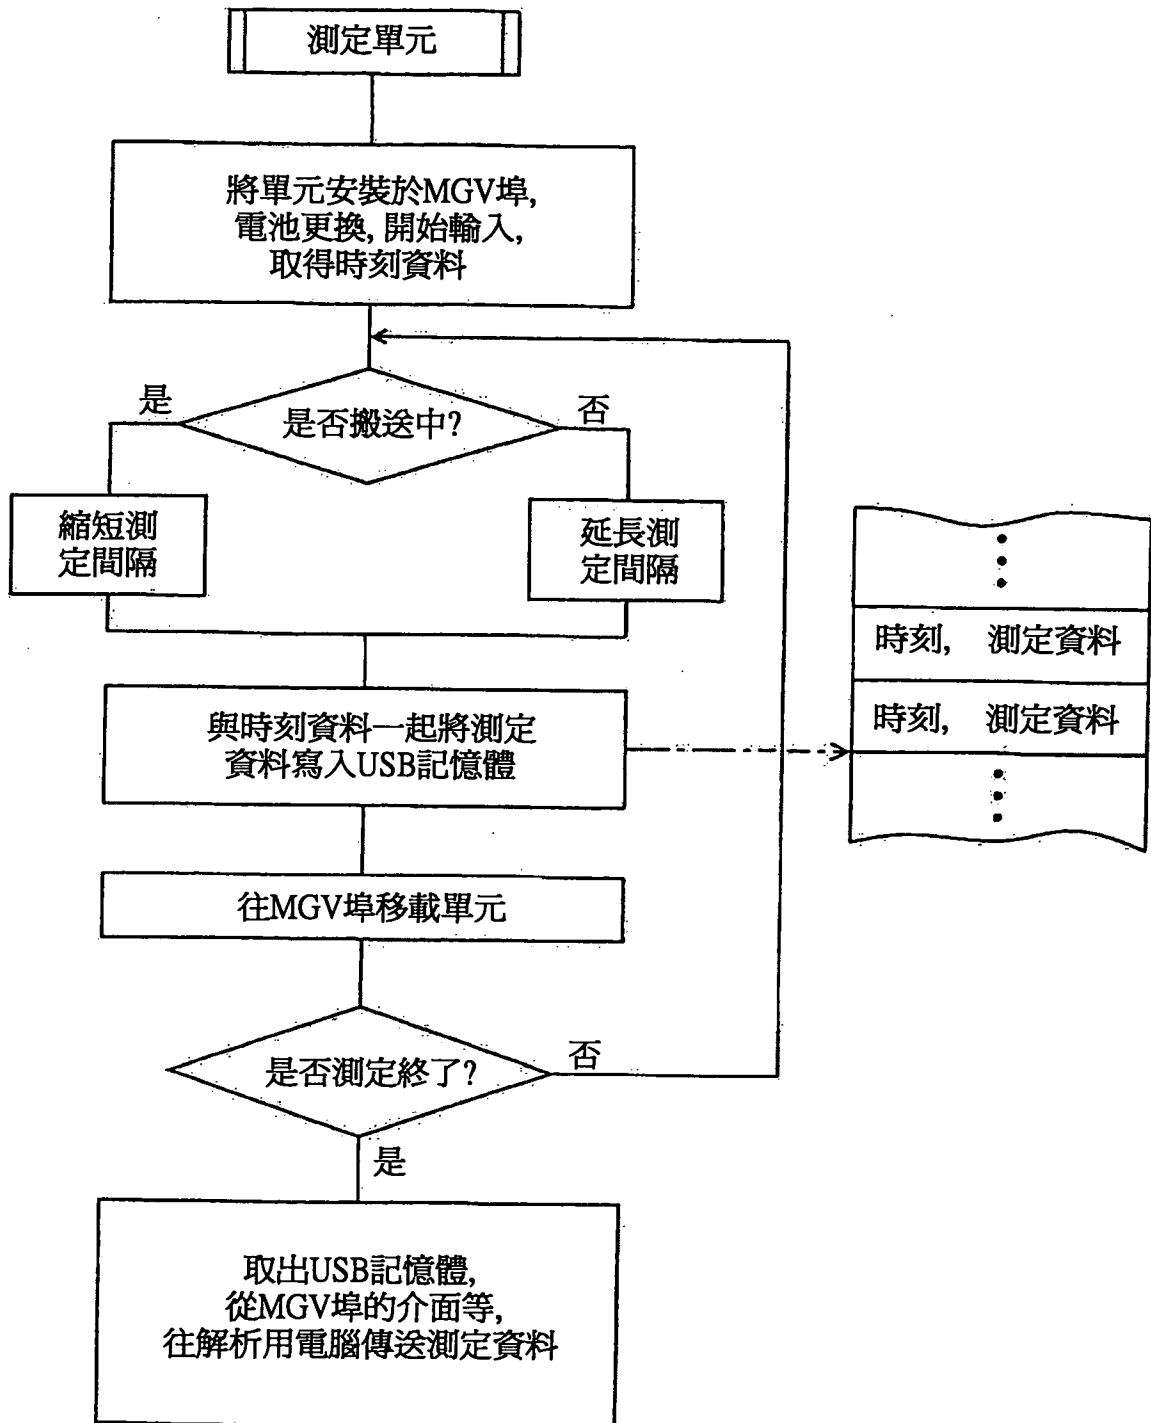 測定單元
將單元安裝於MGV埠,
電池更換, 開始輸入,
取得時刻資料
是否搬送中?
是
否
縮短測
定間隔
延長測
定間隔
與時刻資料一起將測定
資料寫入USB記憶體
時刻, 測定資料
時刻, 測定資料
往MGV埠移載單元
是否測定終了?
否
是
取出USB記憶體,
從MGV埠的介面等,
往解析用電腦傳送測定資料